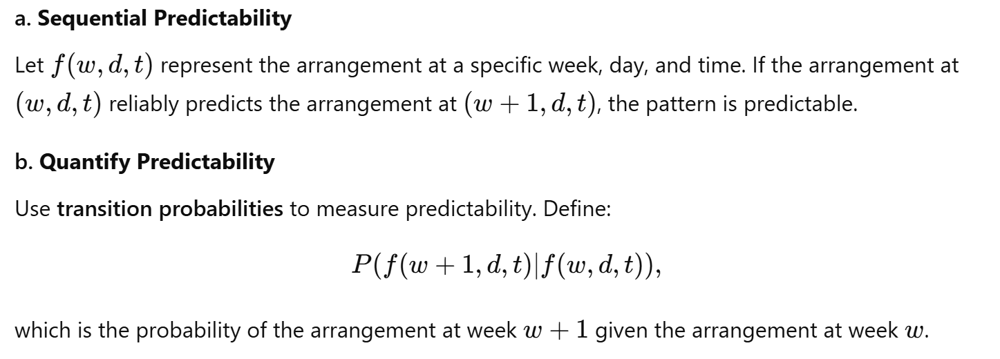 a. Sequential Predictability
Let f(w, d, t) represent the arrangement at a specific week, day, and time. If the arrangement at
(w, d, t) reliably predicts the arrangement at (w + 1, d, t), the pattern is predictable.
b. Quantify Predictability
Use transition probabilities to measure predictability. Define:
P(f(w + 1, d, t)|f(w, d, t)),
which is the probability of the arrangement at week w + 1 given the arrangement at week w.